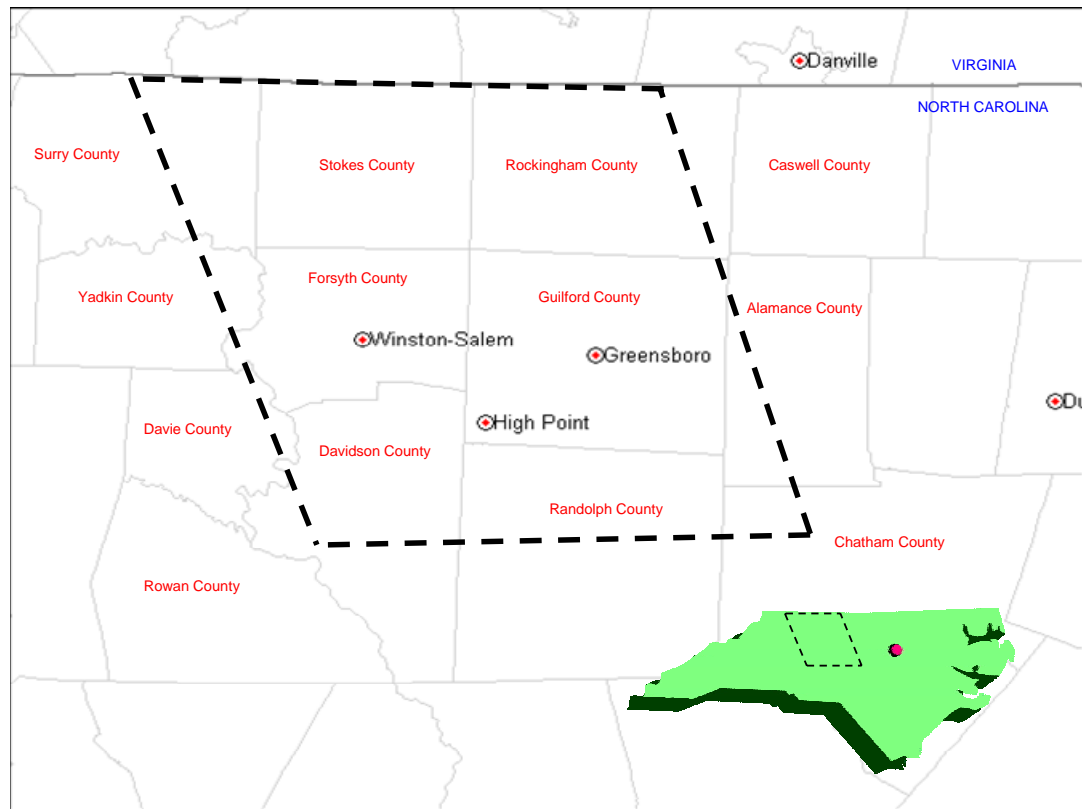 Danville
VIRGINIA
NORTH CAROLINA
Surry County
Stokes County
Rockingham County
Caswell County
Forsyth County
Yadkin County
Guilford County
Alamance County
Winston-Salem
Greensboro
Du
High Point
Davie County
Davidson County
Randolph County
Chatham County
Rowan County